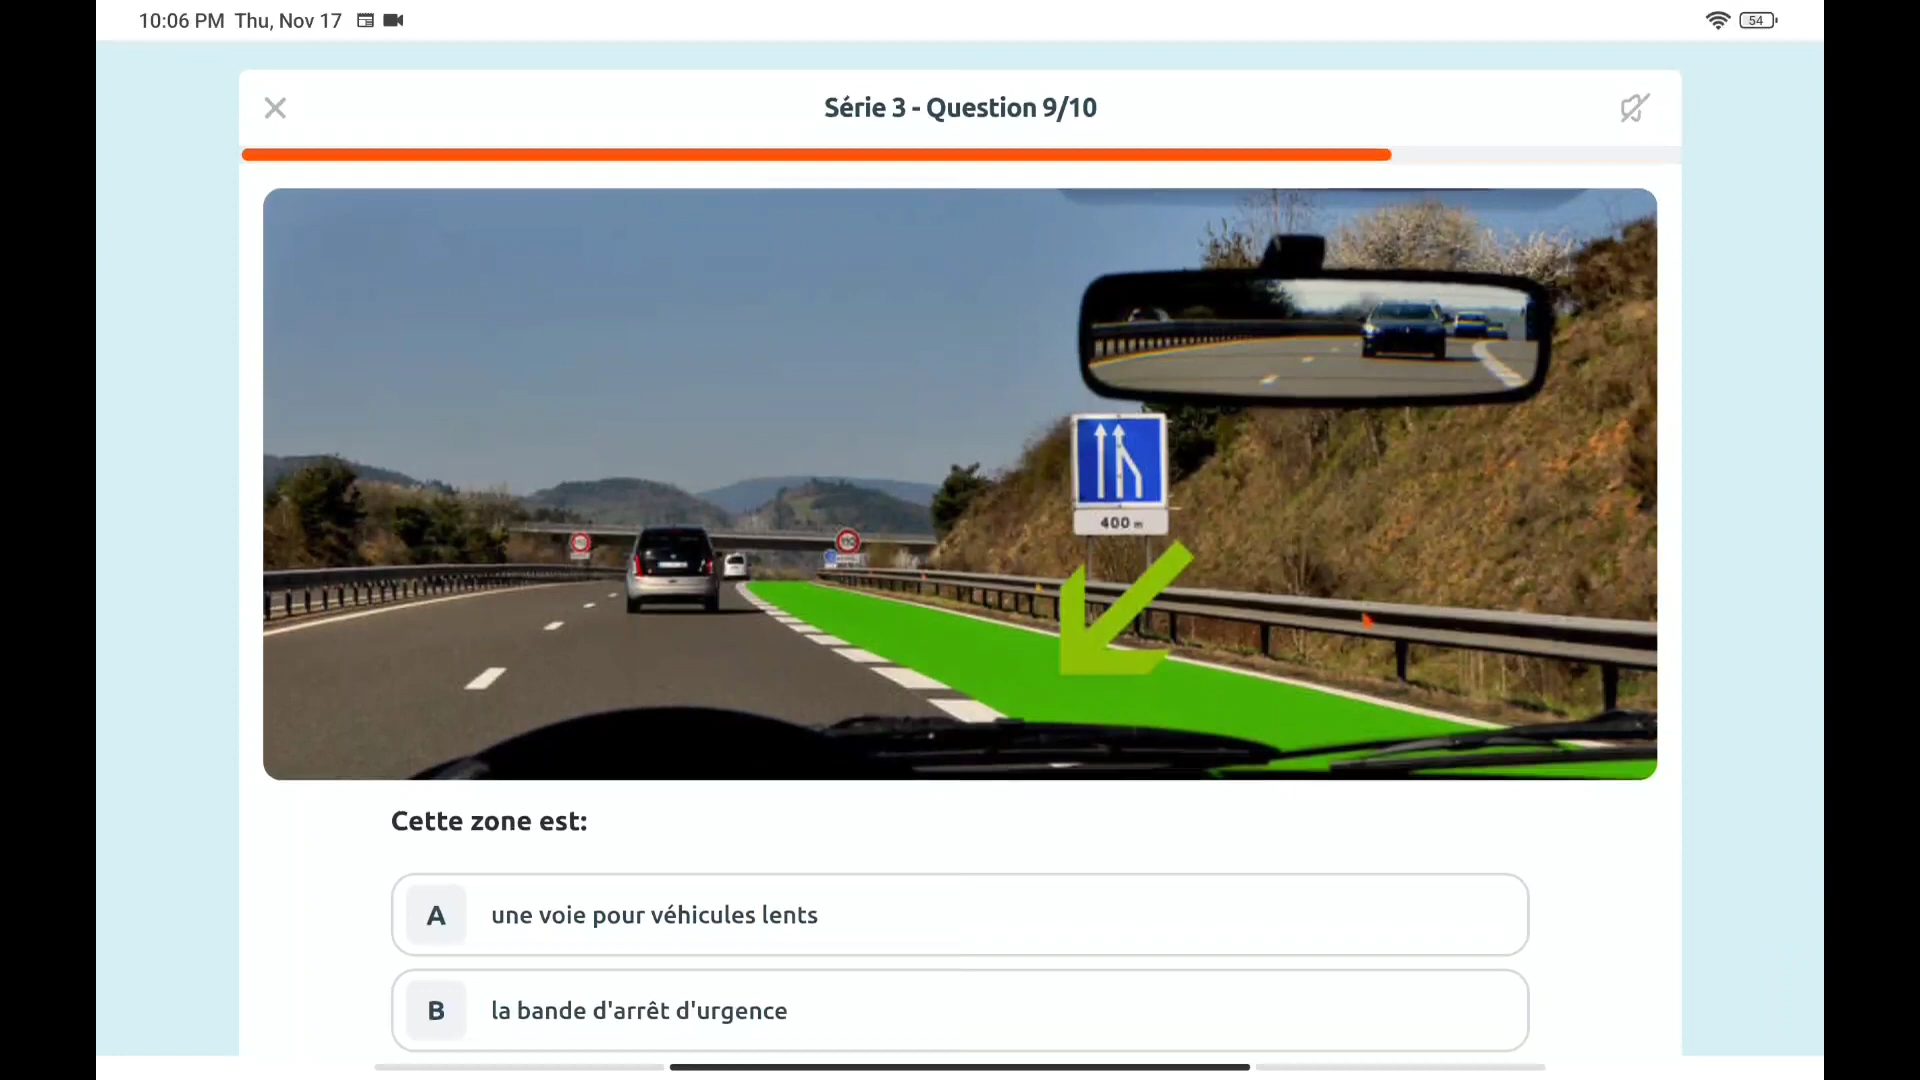 10:06 PM Thu, Nov 17
54
Série 3 - Question 9/10
400 m
Cette zone est:
A une voie pour véhicules lents
B la bande d'arrêt d'urgence